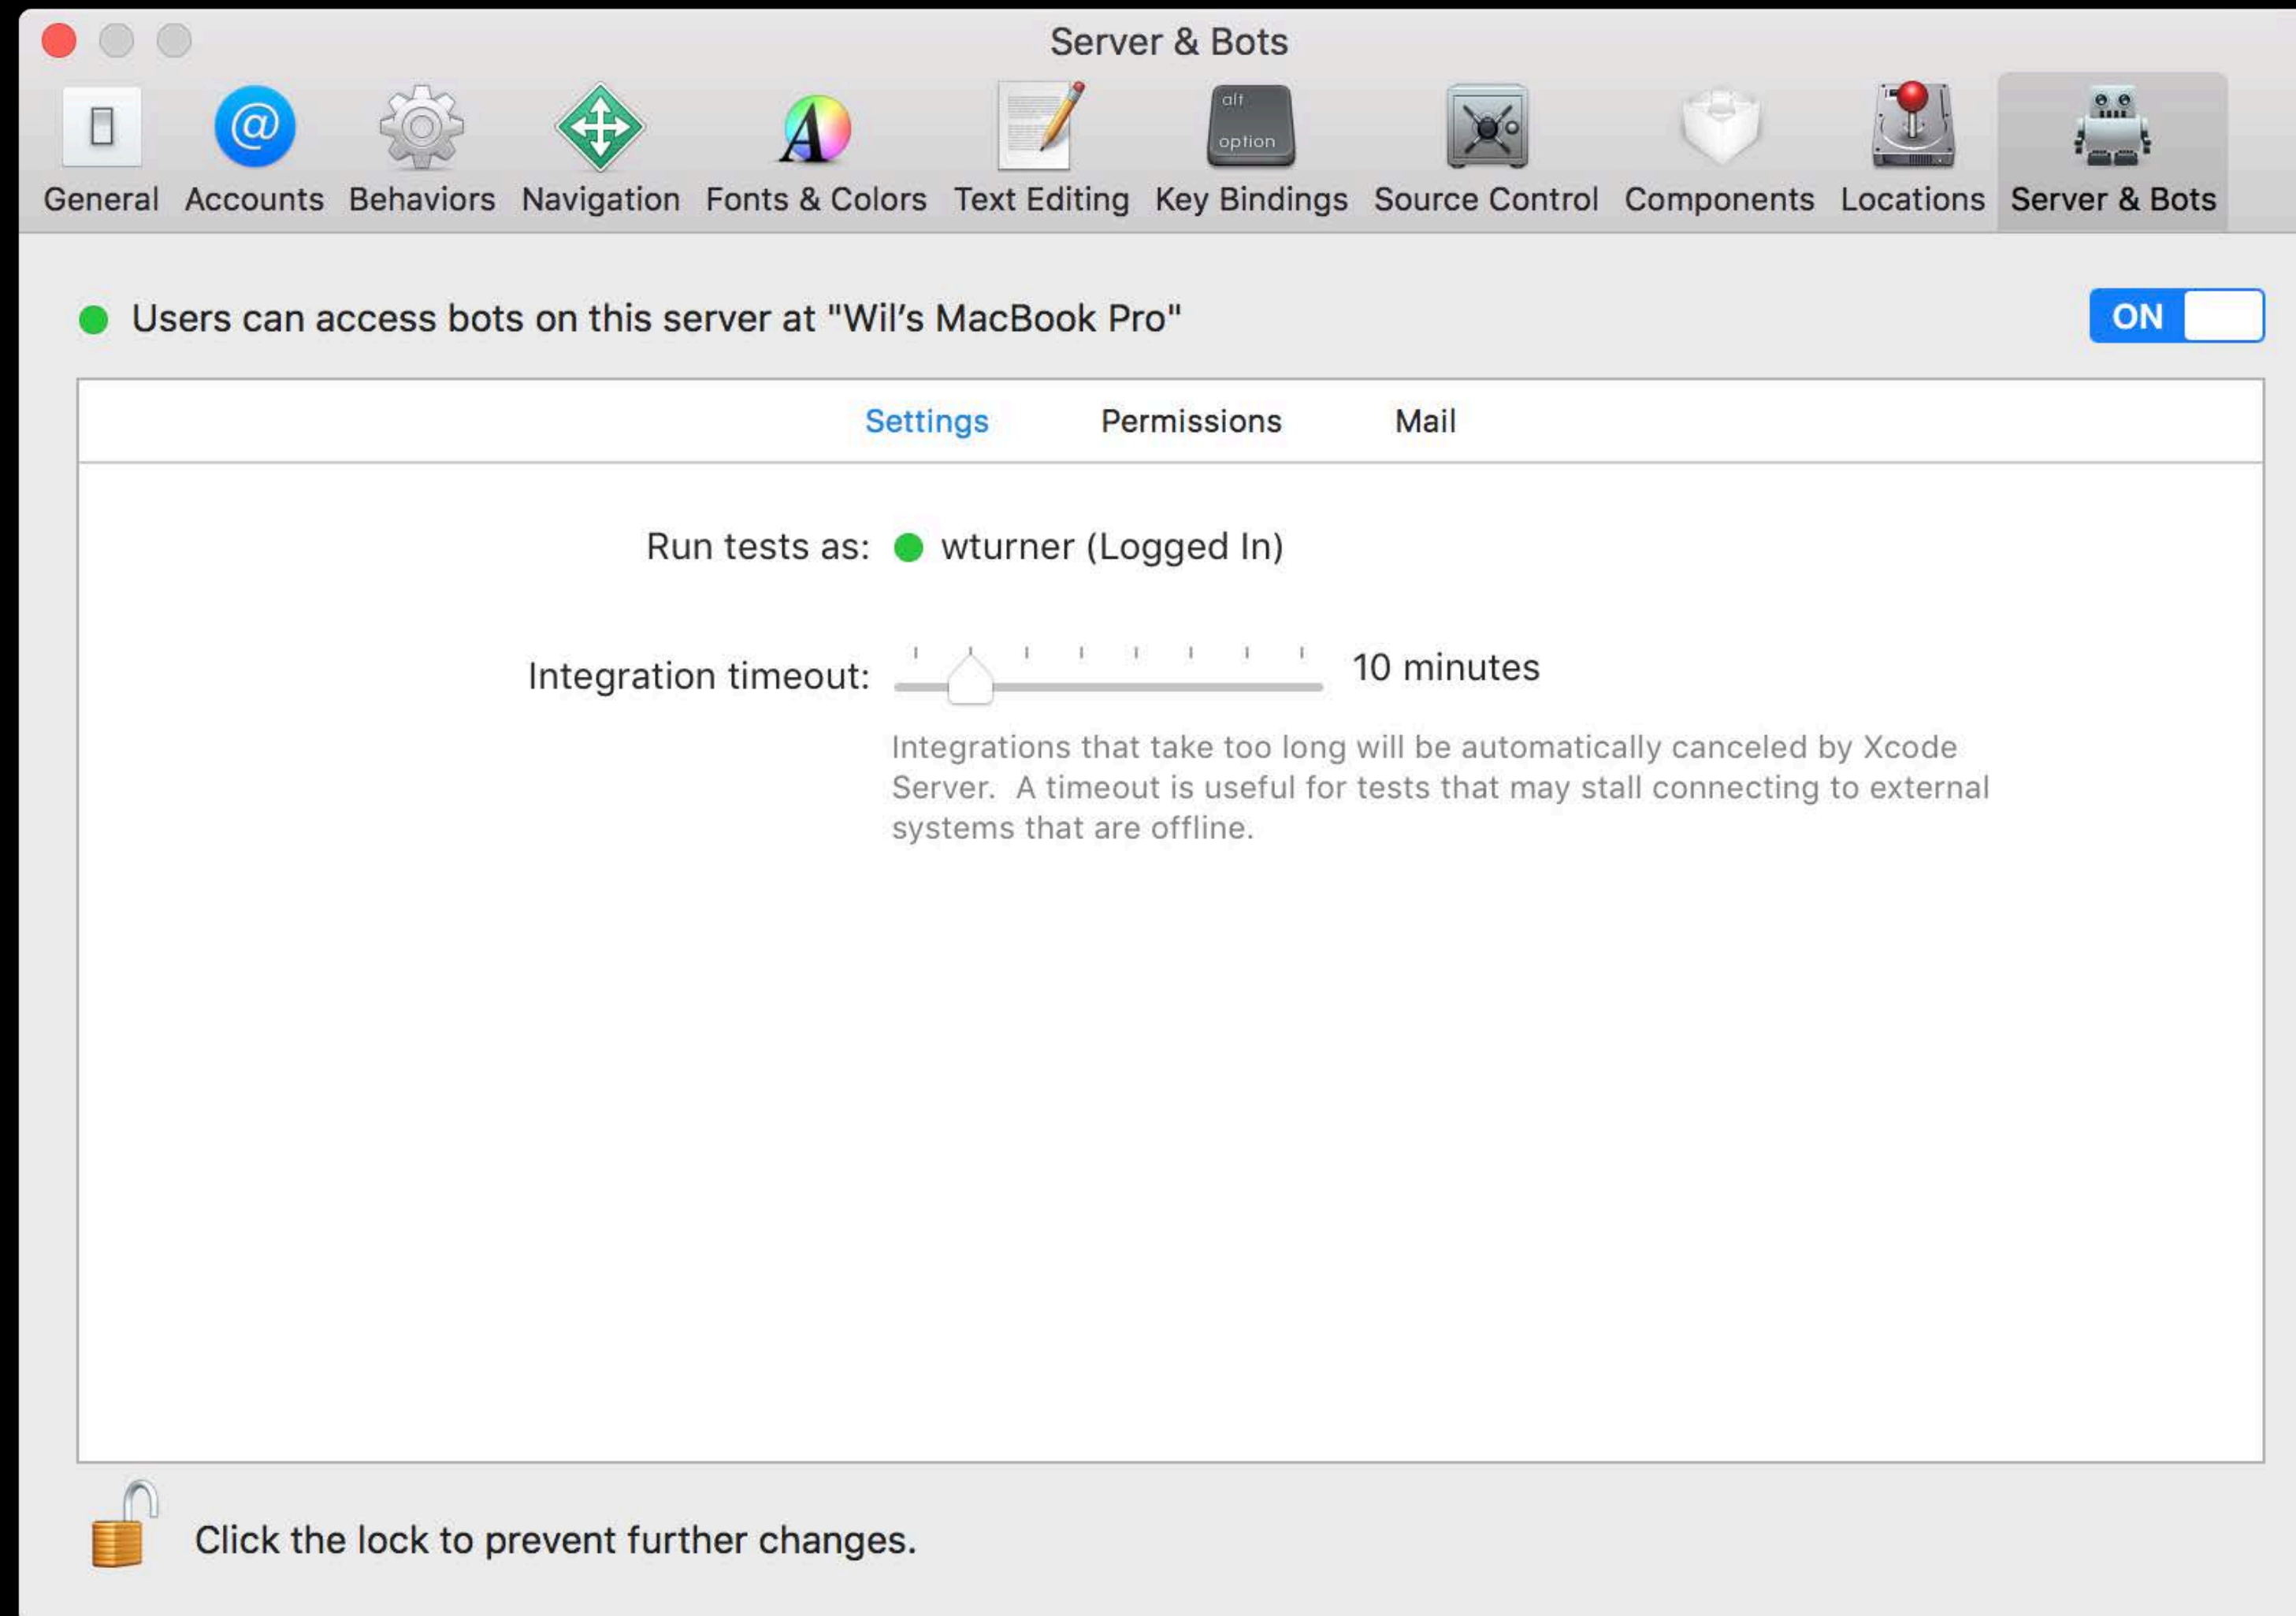 Server & Bots
@
A
alt
option
General Accounts Behaviors Navigation Fonts & Colors Text Editing Key Bindings Source Control Components Locations Server & Bots
Users can access bots on this server at "Wil’s MacBook Pro"
ON
Settings Permissions Mail
Run tests as: wturner (Logged In)
Integration timeout: 10 minutes
Integrations that take too long will be automatically canceled by Xcode
Server.  A timeout is useful for tests that may stall connecting to external
systems that are offline.
Click the lock to prevent further changes.